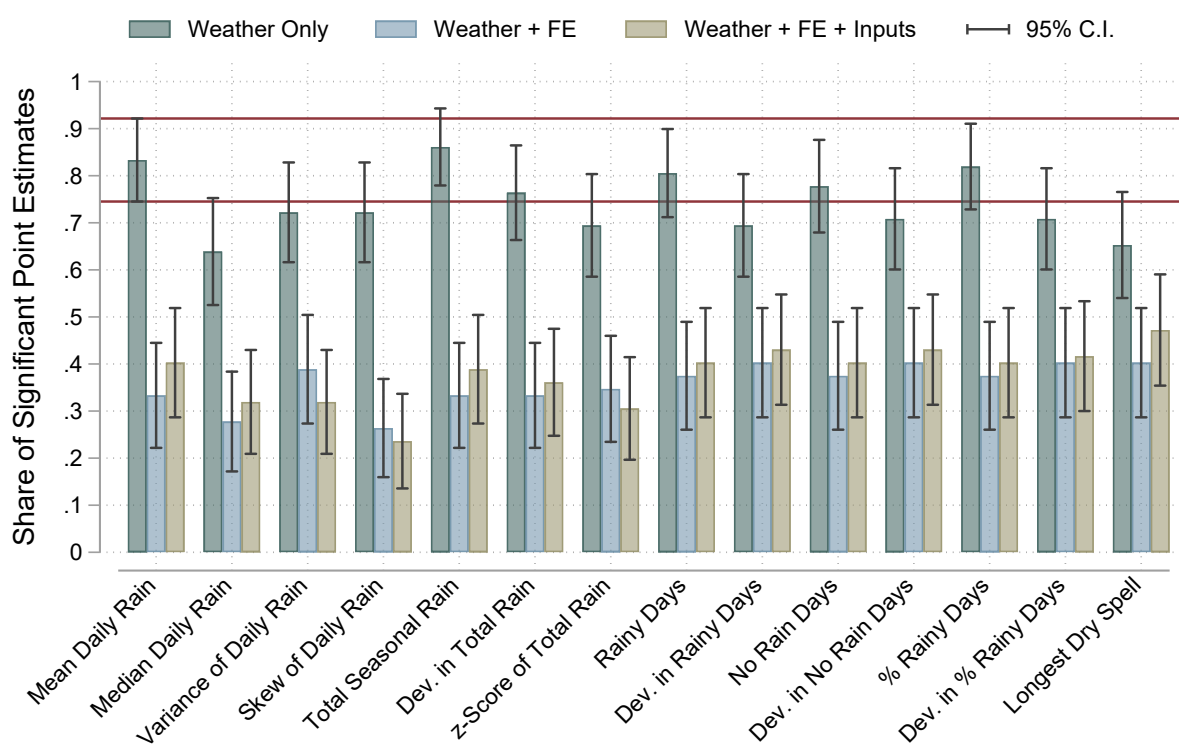 Weather Only Weather + FE Weather + FE + Inputs 95% C.I.
Share of Significant Point Estimates
1
.9
.8
.7
.6
.5
.4
.3
.2
.1
0
Mean Daily Rain
Median Daily Rain
Variance of Daily Rain
Skew of Daily Rain
Total Seasonal Rain
Dev. in Total Rain
z-Score of Total Rain
Rainy Days
Dev. in Rainy Days
No Rain Days
Dev. in No Rain Days
% Rainy Days
Dev. in % Rainy Days
Longest Dry Spell